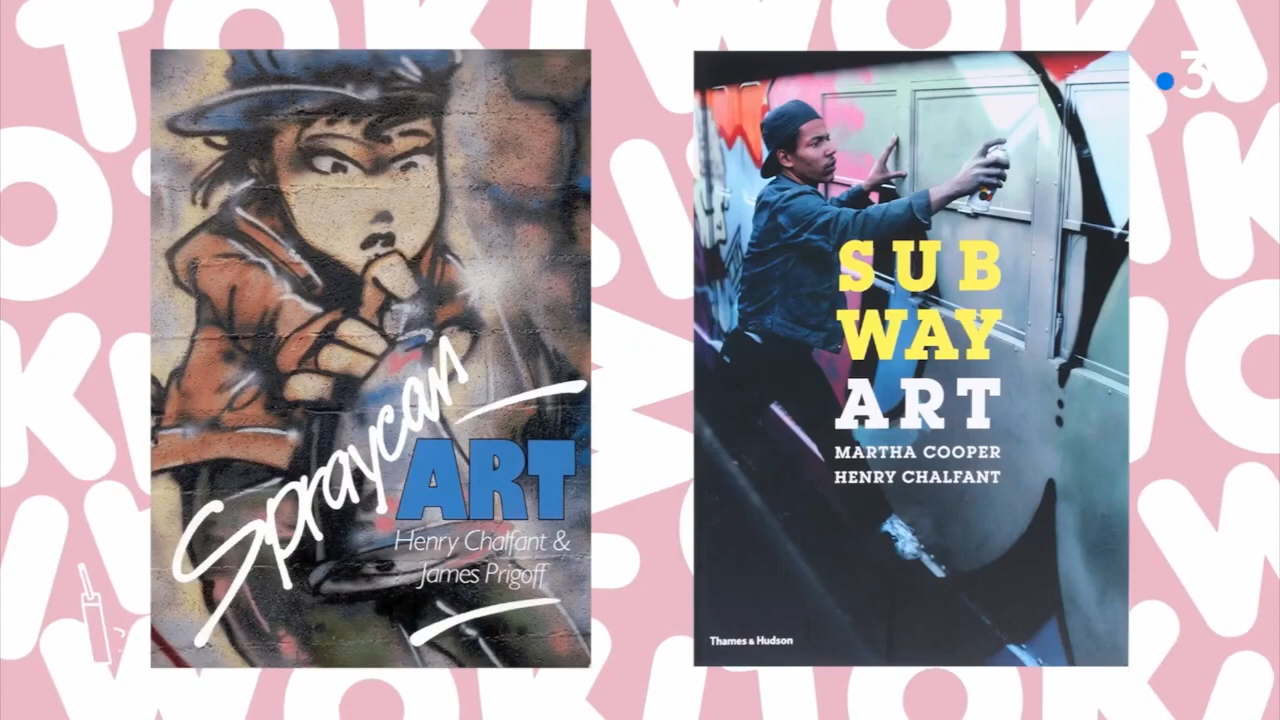 Spraycan
ART
Henry Chalfant &
James Prigoff
SUB
WAY
ART
MARTHA COOPER
HENRY CHALFANT
Thames & Hudson
3